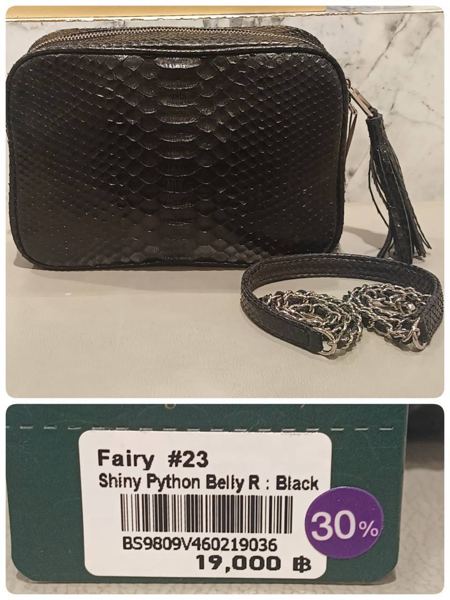 Fairy #23
Shiny Python Belly R : Black
BS9809V460219036
30%
19,000 ฿